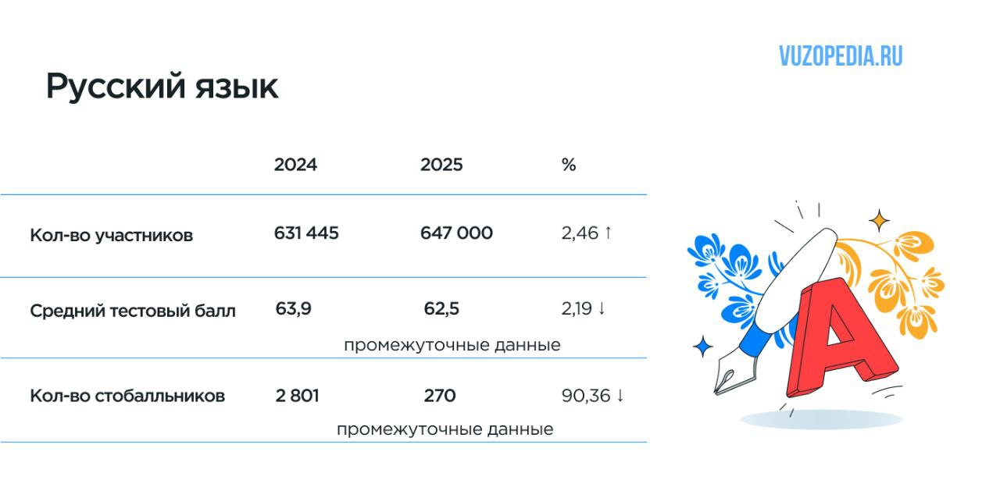 VUZOPEDIA.RU
Русский язык
2024 2025 %
Кол-во участников 631 445 647 000 2,46 ↑
Средний тестовый балл 63,9 62,5 2,19 ↓
промежуточные данные
Кол-во стобалльников 2 801 270 90,36 ↓
промежуточные данные
А